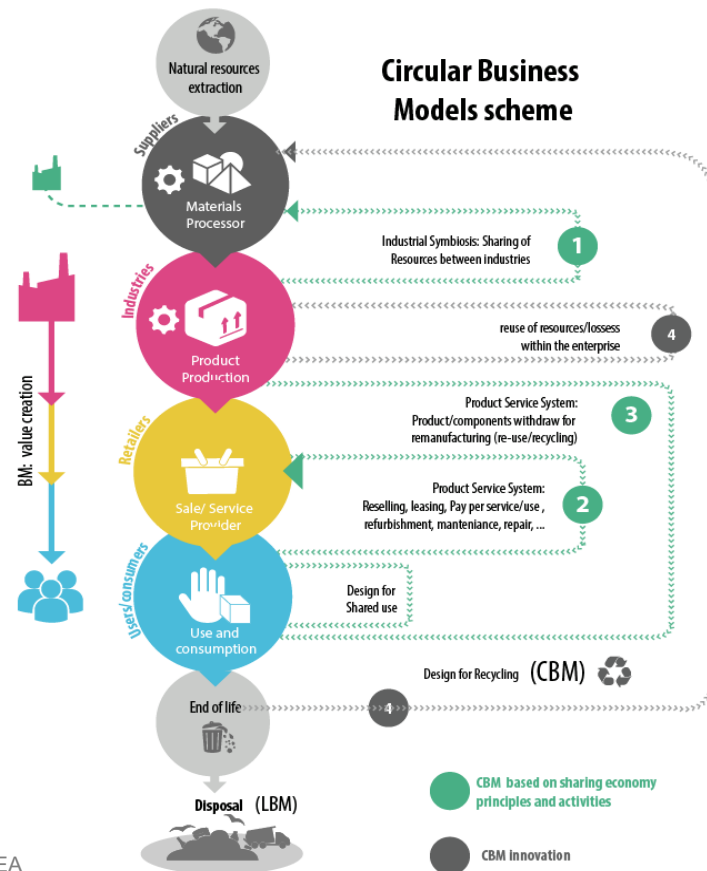 Circular Business
Models scheme
Natural resources
extraction
Suppliers
Materials
Processor
1
Industrial Symbiosis: Sharing of
Resources between industries
Industries
Product
Production
reuse of resources/lossess
within the enterprise
4
BM: value creation
Product Service System:
Product/components withdraw for
remanufacturing (re-use/recycling)
3
Retailers
Sale/ Service
Provider
Product Service System:
Reselling, leasing, Pay per service/use ,
refurbishment, manteniance, repair, ...
2
Users/consumers
Use and
consumption
Design for
Shared use
Design for Recycling (CBM)
End of life
4
Disposal (LBM)
CBM based on sharing economy
principles and activities
CBM innovation
EA